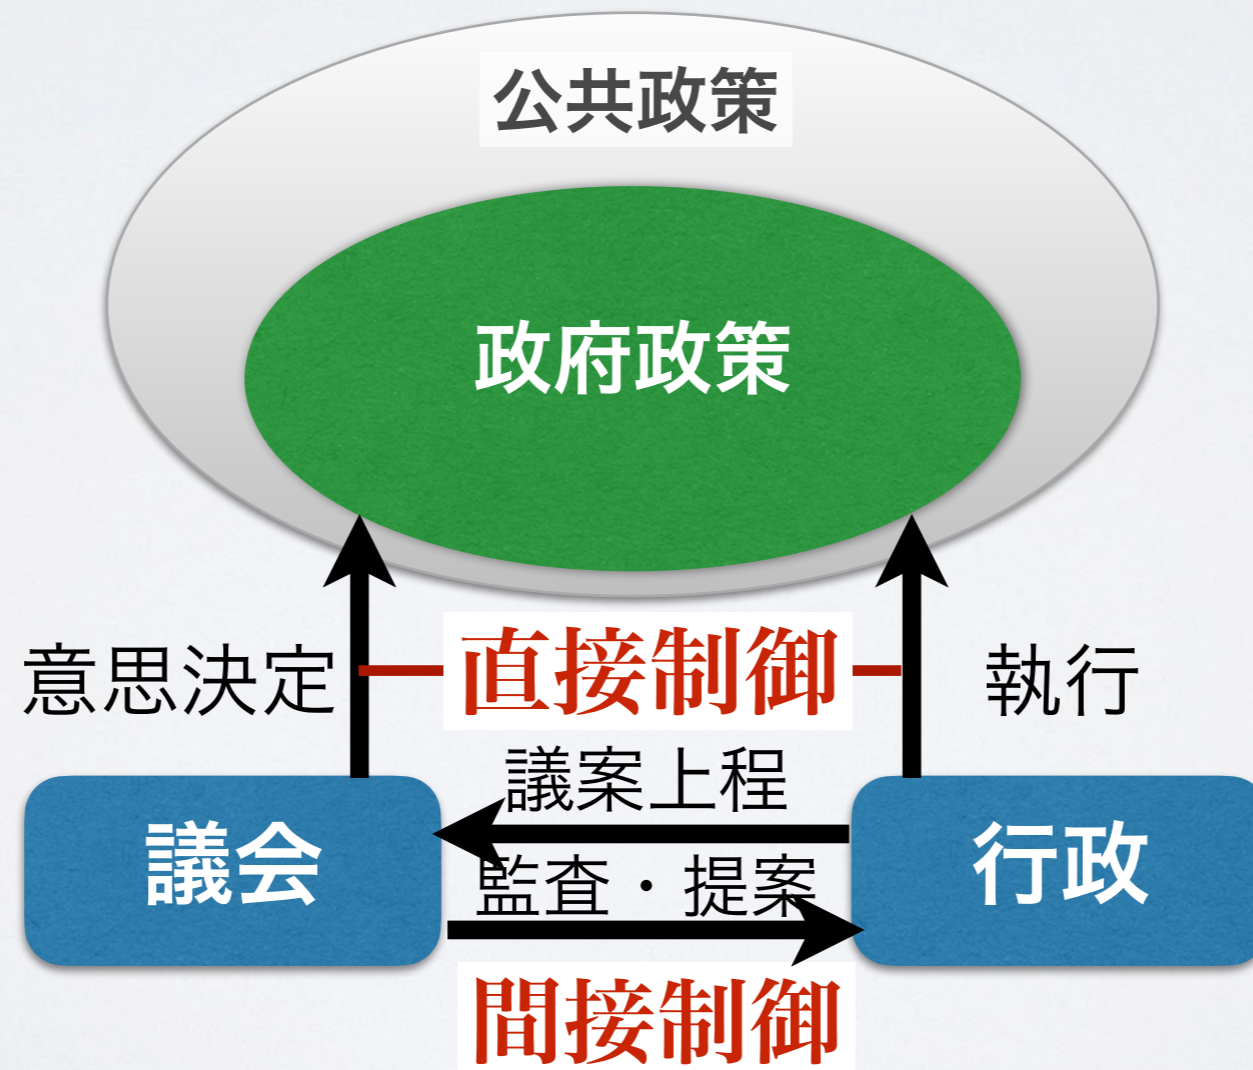 公共政策
政府政策
意思決定
直接制御
執行
議案上程
議会
監査・提案
行政
間接制御